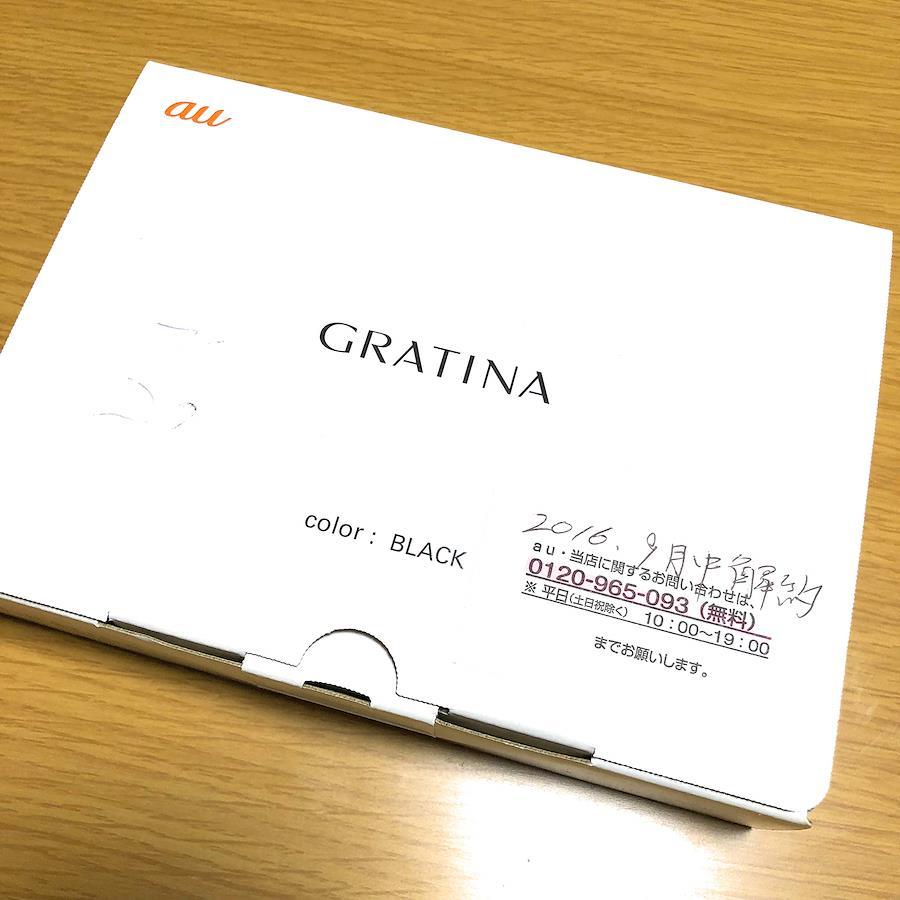 au
GRATINA
color: BLACK
2016.9月中解約
au・当店に関するお問い合わせは、
0120-965-093（無料）
※ 平日（土日祝除く） 10:00～19:00
までお願いします。